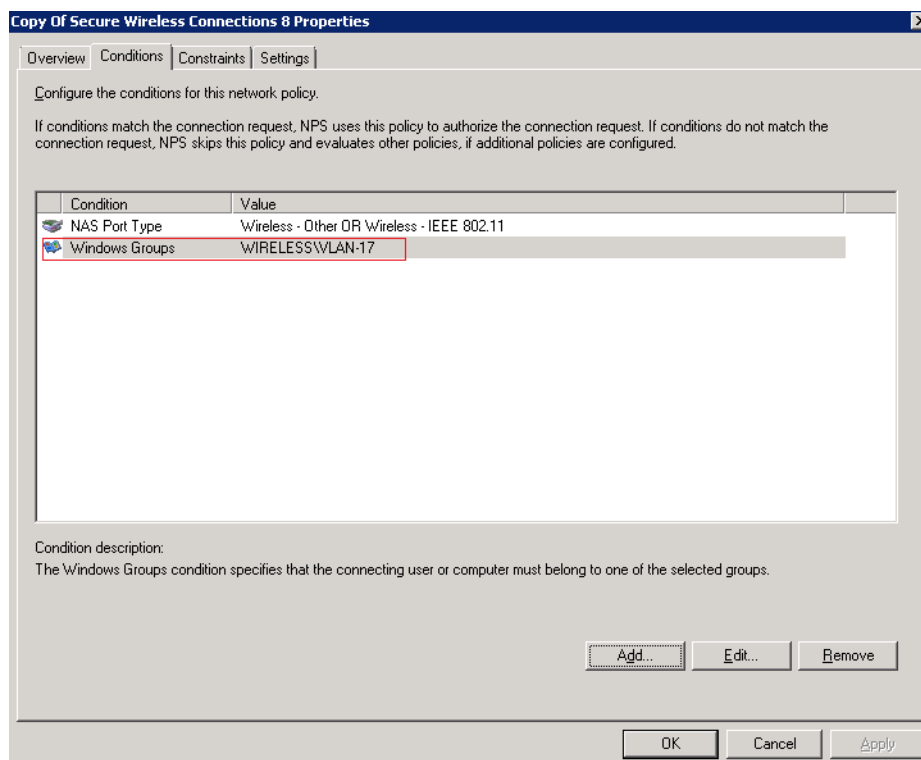 Copy Of Secure Wireless Connections 8 Properties
Overview Conditions Constraints Settings
Configure the conditions for this network policy.
If conditions match the connection request, NPS uses this policy to authorize the connection request. If conditions do not match the
connection request, NPS skips this policy and evaluates other policies, if additional policies are configured.
Condition Value
NAS Port Type Wireless - Other OR Wireless - IEEE 802.11
Windows Groups WIRELESS\VLAN-17
Condition description:
The Windows Groups condition specifies that the connecting user or computer must belong to one of the selected groups.
Add... Edit... Remove
OK Cancel Apply